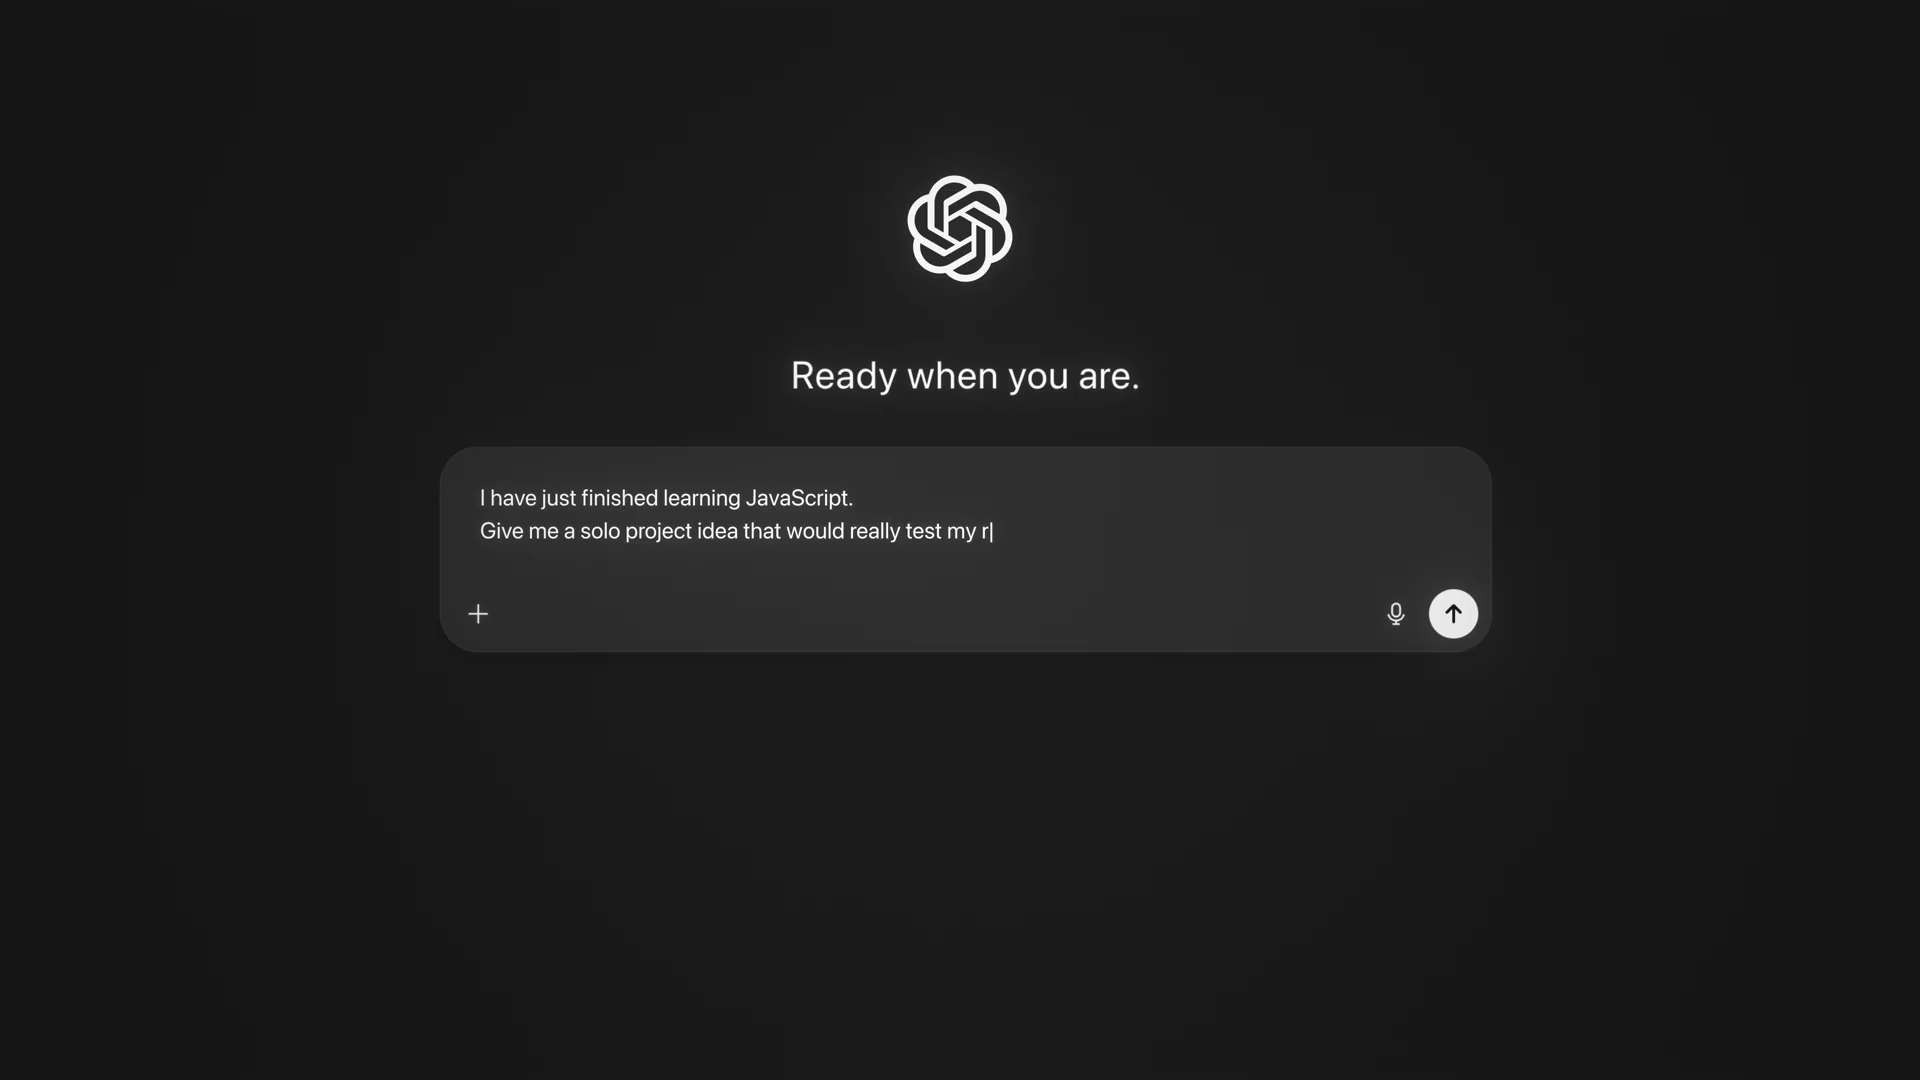 Ready when you are.
I have just finished learning JavaScript.
Give me a solo project idea that would really test my r